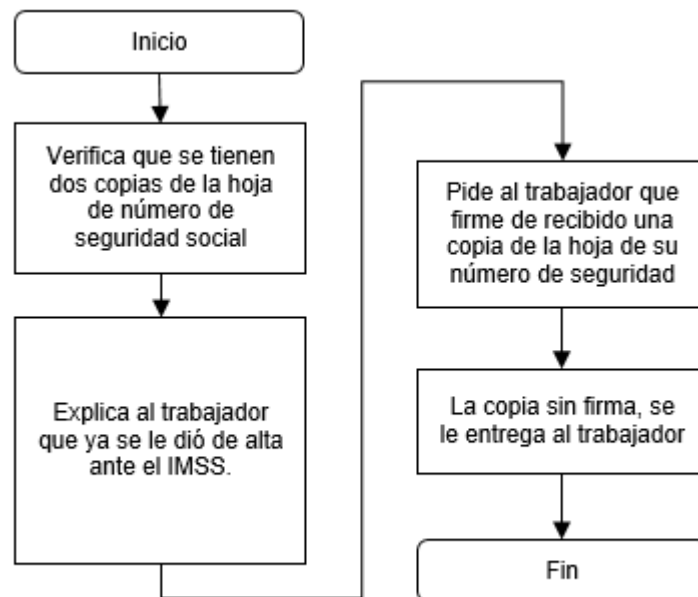 Inicio
Verifica que se tienen
dos copias de la hoja
de número de
seguridad social
Explica al trabajador
que ya se le dió de alta
ante el IMSS.
Pide al trabajador que
firme de recibido una
copia de la hoja de su
número de seguridad
La copia sin firma, se
le entrega al trabajador
Fin